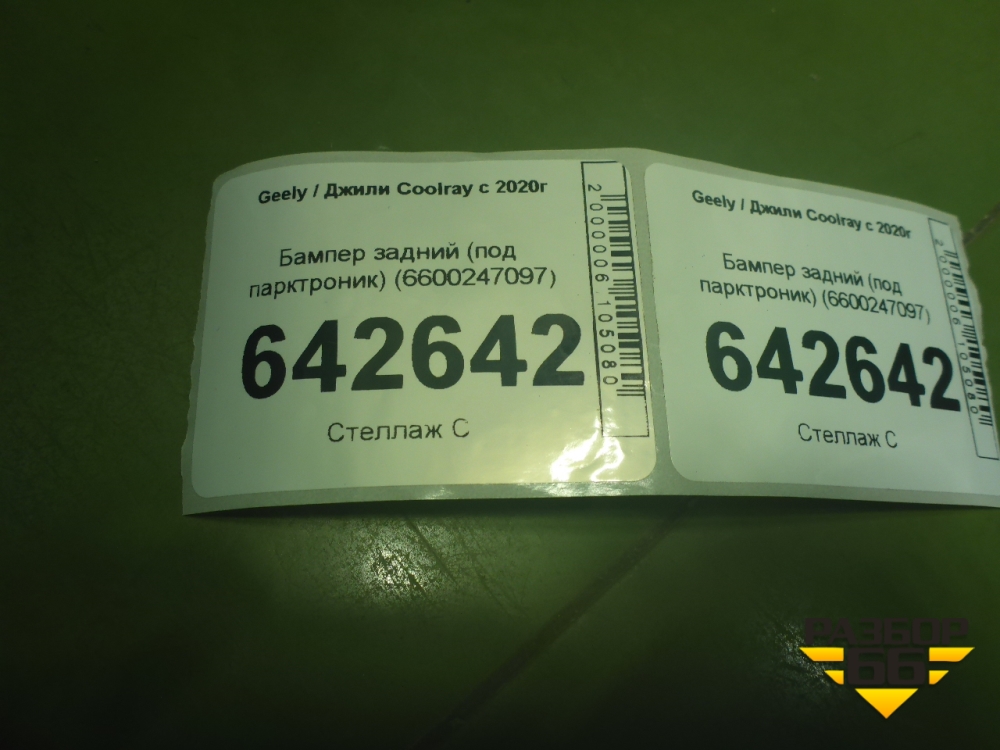 Geely / Джили Coolray с 2020г
Бампер задний (под
парктроник) (6600247097)
642642
Стеллаж С
2000006105080
Geely / Джили Coolray с 2020г
Бампер задний (под
парктроник) (6600247097)
642642
Стеллаж С
2000006105080
РАЗБОР
66